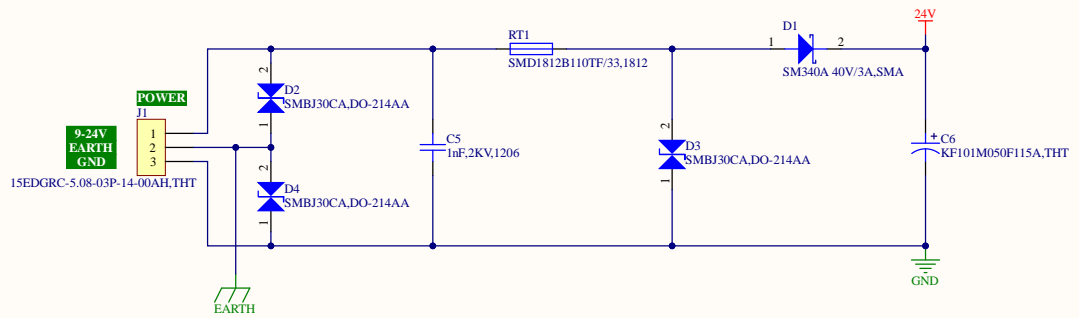 24V
D1
RT1
1
2
SMD1812B110TF/33,1812
SM340A 40V/3A,SMA
2
D2
SMBJ30CA,DO-214AA
1
POWER
J1
9-24V
1
EARTH
2
GND
3
15EDGRC-5.08-03P-14-00AH,THT
2
D4
SMBJ30CA,DO-214AA
1
C5
1nF,2KV,1206
2
D3
SMBJ30CA,DO-214AA
1
+
C6
KF101M050F115A,THT
GND
EARTH